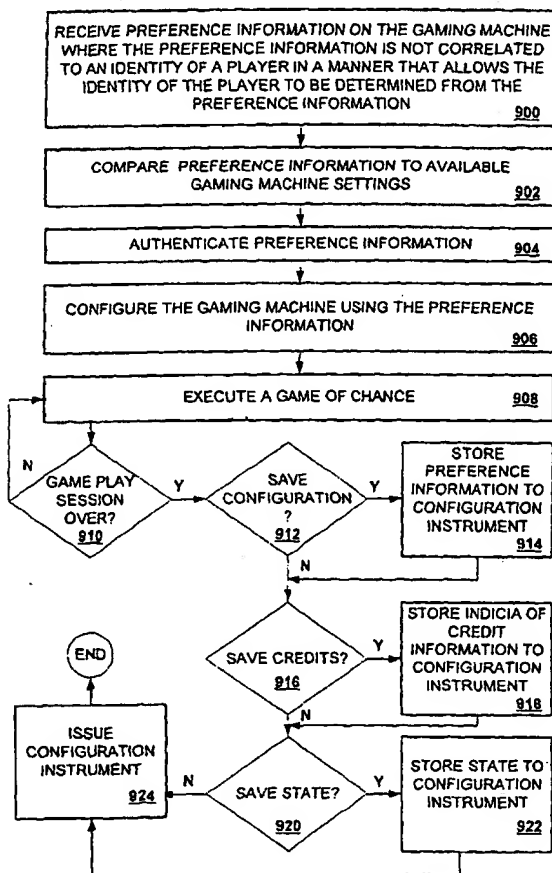 RECEIVE PREFERENCE INFORMATION ON THE GAMING MACHINE
WHERE THE PREFERENCE INFORMATION IS NOT CORRELATED
TO AN IDENTITY OF A PLAYER IN A MANNER THAT ALLOWS THE
IDENTITY OF THE PLAYER TO BE DETERMINED FROM THE
PREFERENCE INFORMATION
900
COMPARE PREFERENCE INFORMATION TO AVAILABLE
GAMING MACHINE SETTINGS
902
AUTHENTICATE PREFERENCE INFORMATION
904
CONFIGURE THE GAMING MACHINE USING THE PREFERENCE
INFORMATION
906
EXECUTE A GAME OF CHANCE
908
N
GAME PLAY
SESSION
OVER?
910
Y
SAVE
CONFIGURATION
?
912
Y
STORE
PREFERENCE
INFORMATION TO
CONFIGURATION
INSTRUMENT
914
N
SAVE CREDITS?
916
Y
STORE INDICIA OF
CREDIT
INFORMATION TO
CONFIGURATION
INSTRUMENT
918
N
END
ISSUE
CONFIGURATION
INSTRUMENT
924
N
SAVE STATE?
920
Y
STORE STATE TO
CONFIGURATION
INSTRUMENT
922